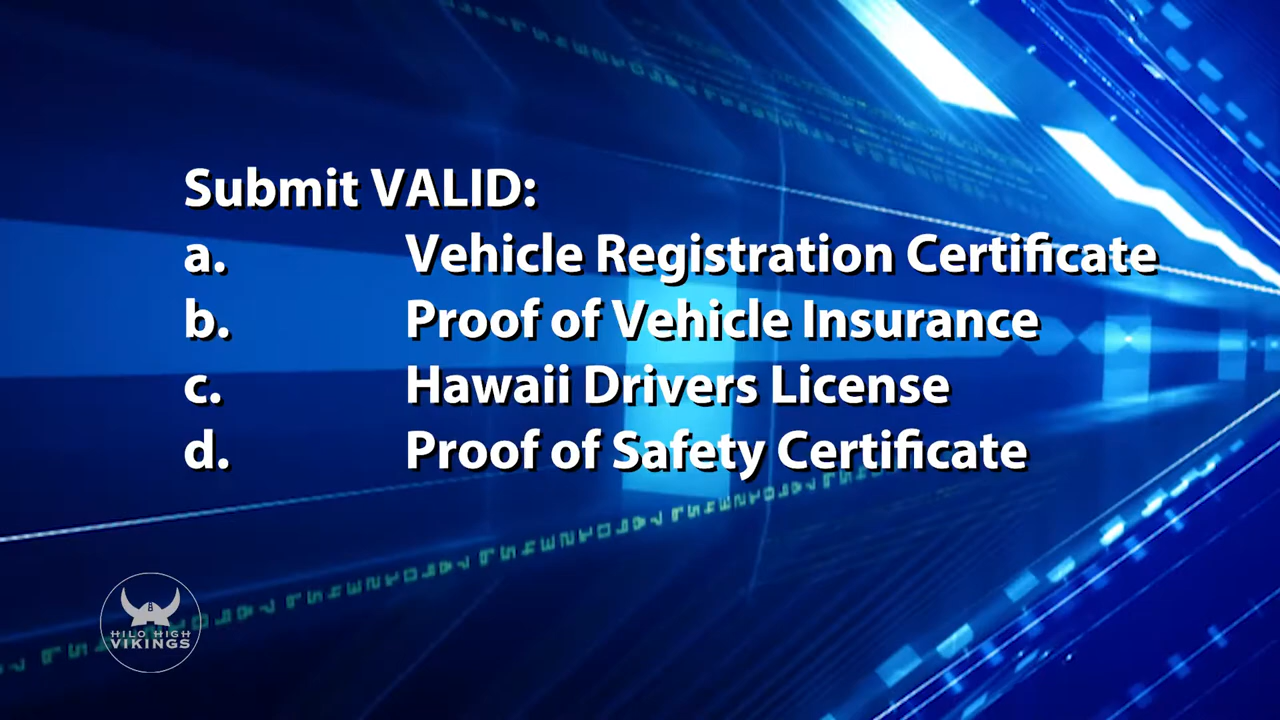 Submit VALID:
a. Vehicle Registration Certificate
b. Proof of Vehicle Insurance
c. Hawaii Drivers License
d. Proof of Safety Certificate
HILO HIGH
VIKINGS